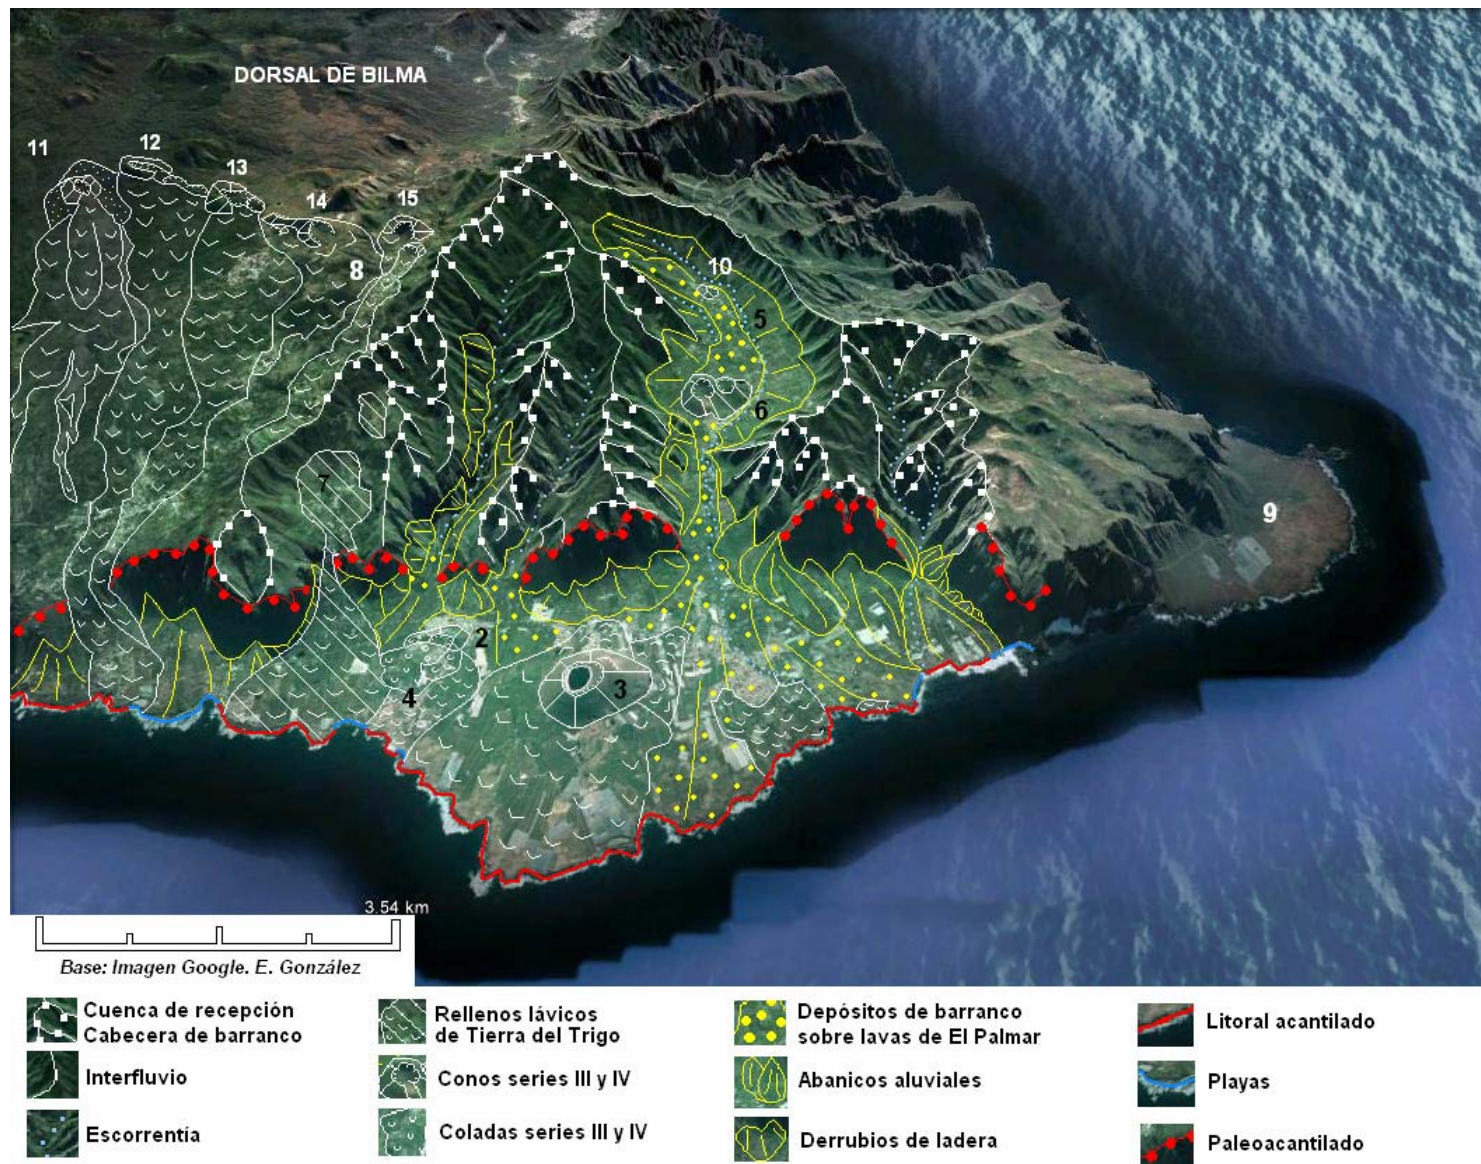 DORSAL DE BILMA
11
12
13
14
15
8
10
5
6
7
9
2
3
4
3.54 km
Base: Imagen Google. E. González
Cuenca de recepción
Cabecera de barranco
Interfluvio
Escorrentía
Rellenos lávicos
de Tierra del Trigo
Conos series III y IV
Coladas series III y IV
Depósitos de barranco
sobre lavas de El Palmar
Abanicos aluviales
Derrubios de ladera
Litoral acantilado
Playas
Paleoacantilado